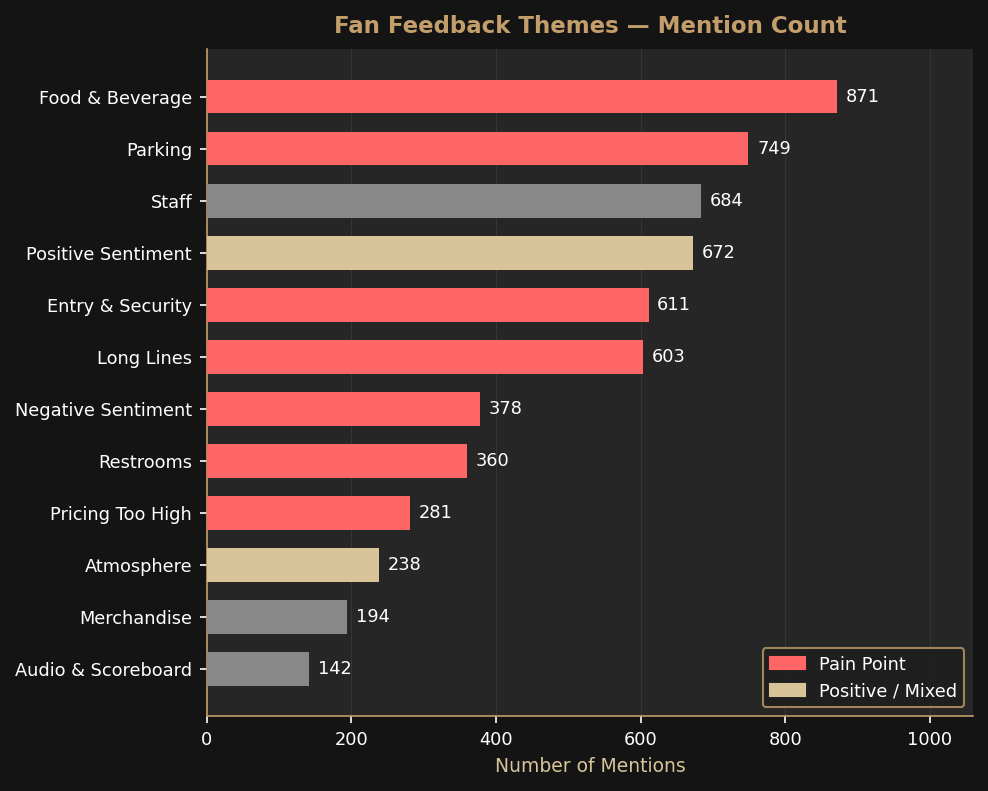 Fan Feedback Themes — Mention Count
Food & Beverage 871
Parking 749
Staff 684
Positive Sentiment 672
Entry & Security 611
Long Lines 603
Negative Sentiment 378
Restrooms 360
Pricing Too High 281
Atmosphere 238
Merchandise 194
Audio & Scoreboard 142
Pain Point
Positive / Mixed
0 200 400 600 800 1000
Number of Mentions